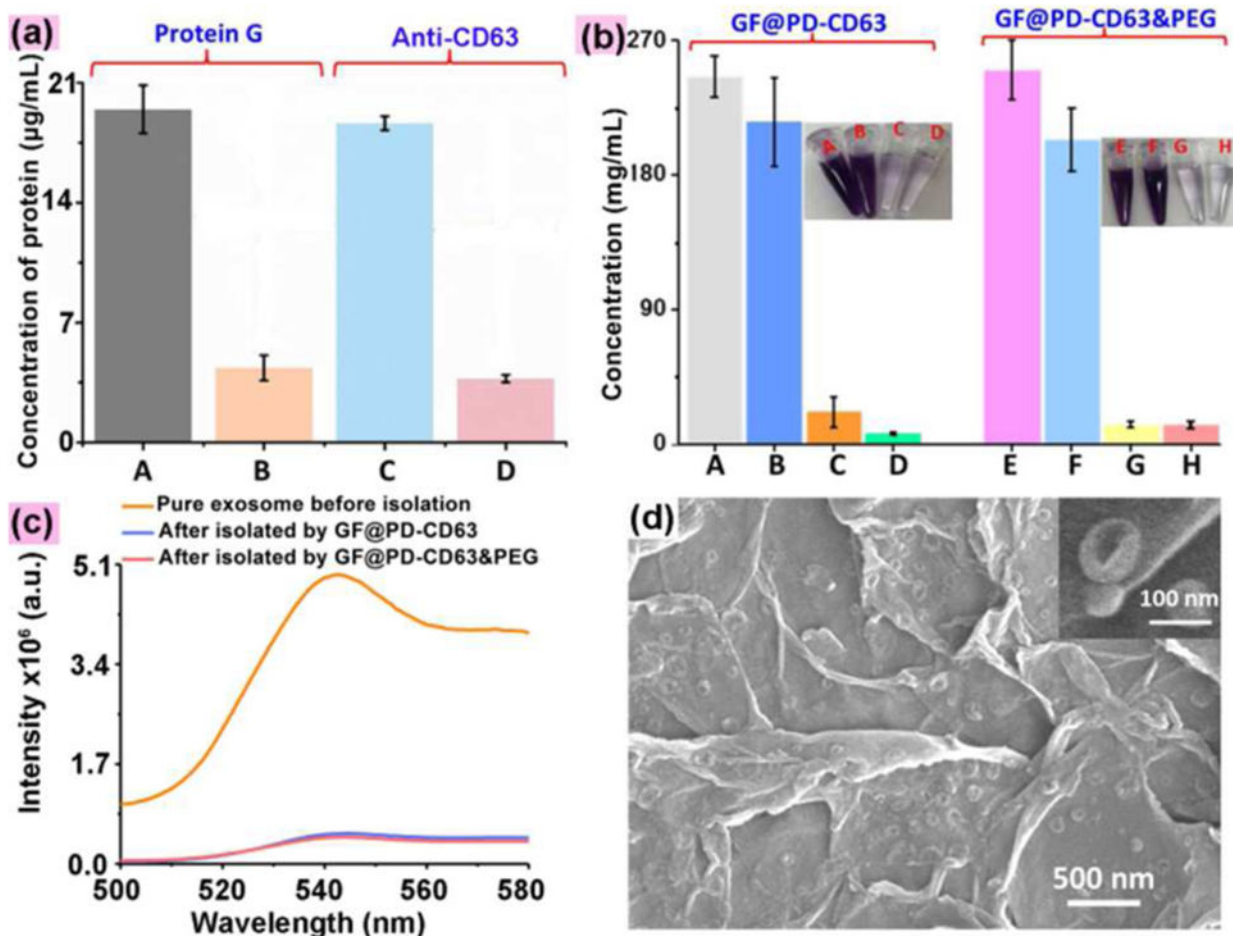 (a)
Protein G
Anti-CD63
Concentration of protein (μg/mL)
21
14
7
0
A
B
C
D
(b)
GF@PD-CD63
GF@PD-CD63&PEG
Concentration (mg/mL)
270
180
90
0
A
B
C
D
E
F
G
H
A
B
C
D
E
F
G
H
(c)
Pure exosome before isolation
After isolated by GF@PD-CD63
After isolated by GF@PD-CD63&PEG
Intensity x10⁶ (a.u.)
5.1
3.4
1.7
0.0
500
520
540
560
580
Wavelength (nm)
(d)
100 nm
500 nm